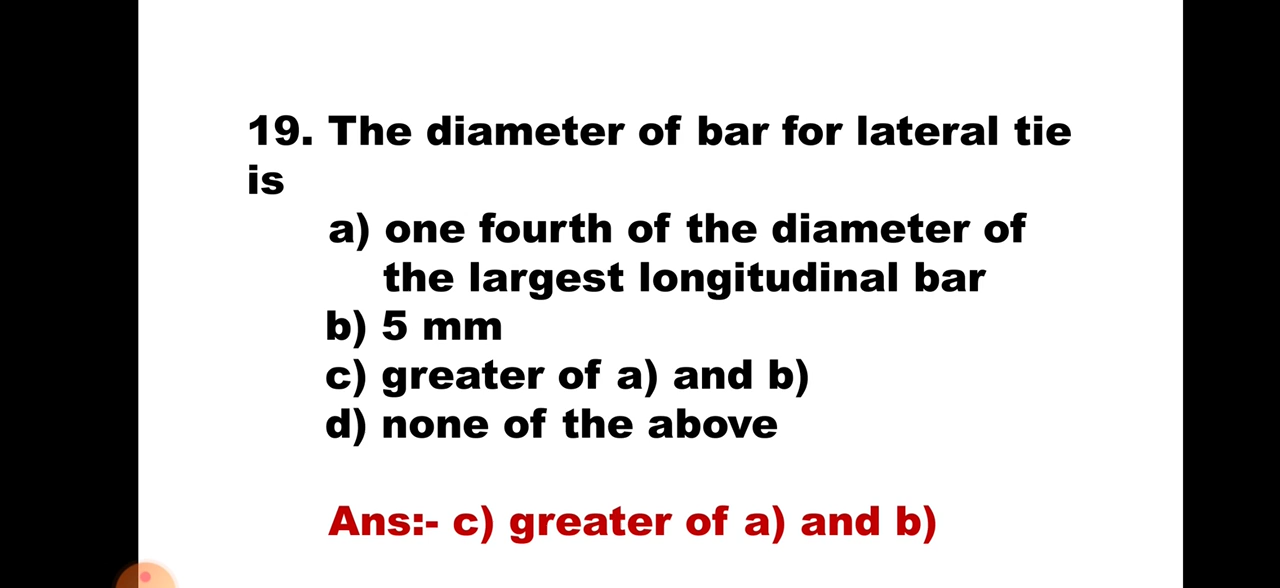 19. The diameter of bar for lateral tie
is
a) one fourth of the diameter of
the largest longitudinal bar
b) 5 mm
c) greater of a) and b)
d) none of the above
Ans:- c) greater of a) and b)